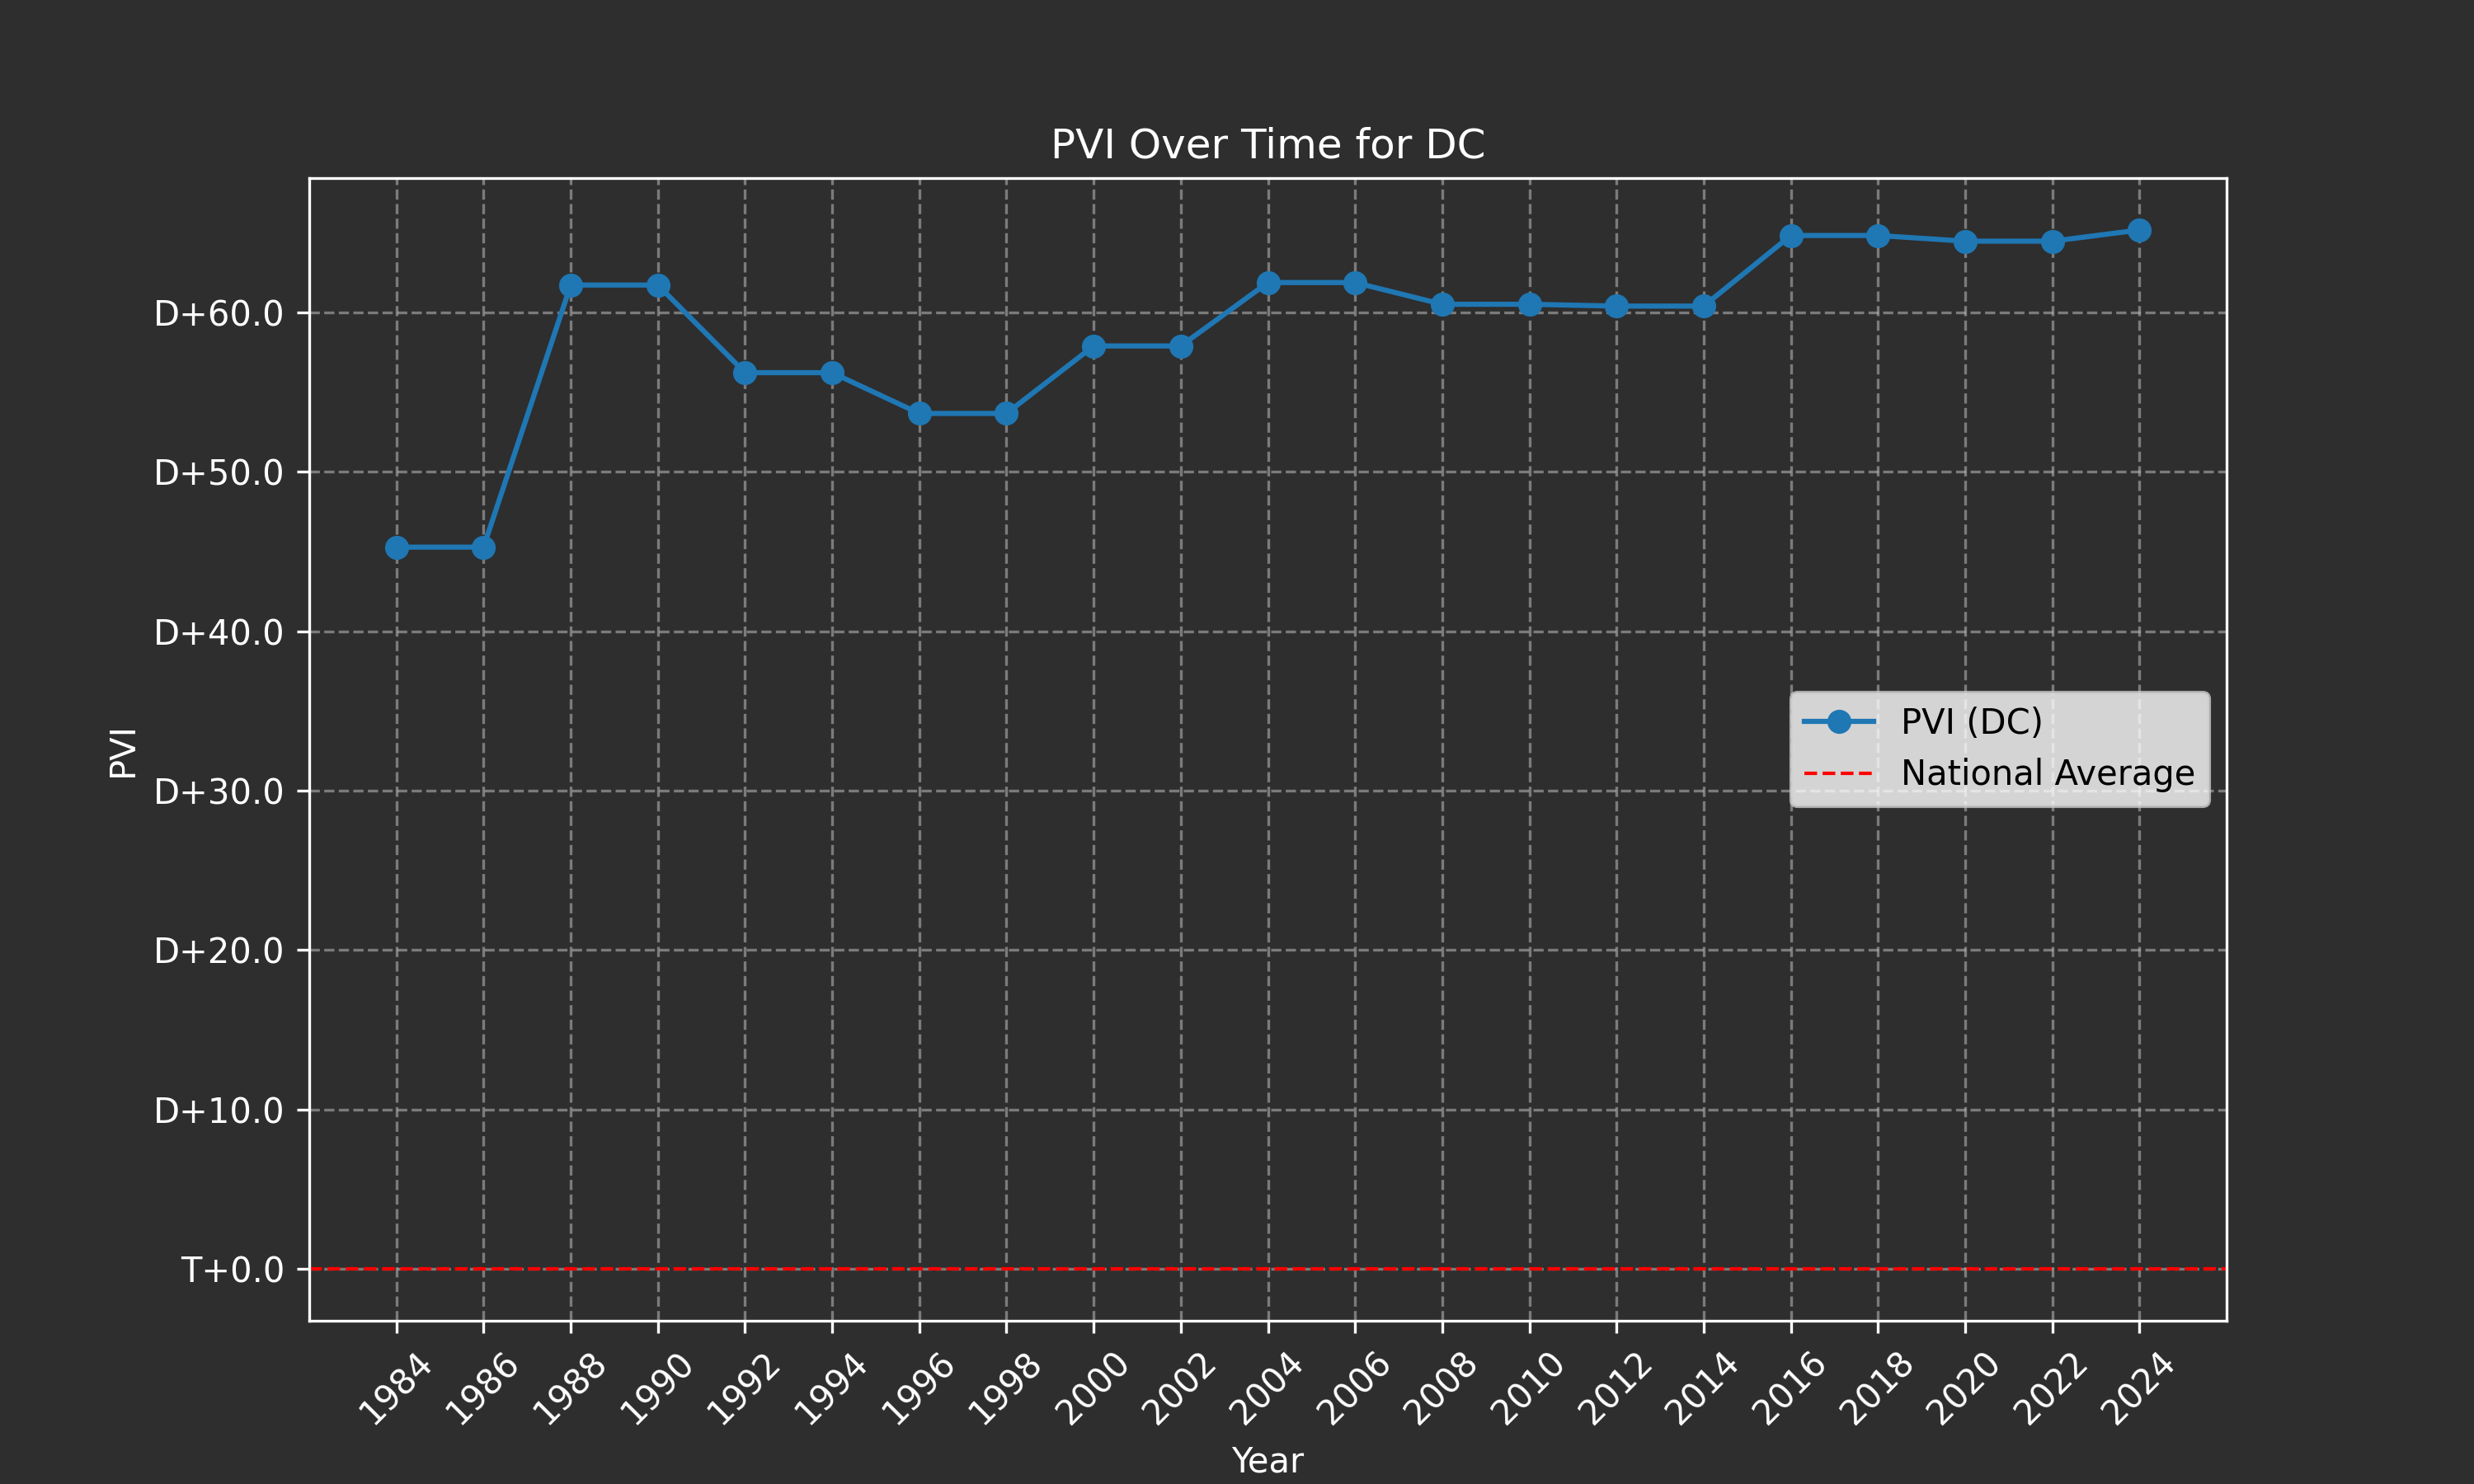 PVI Over Time for DC
PVI
D+60.0
D+50.0
D+40.0
D+30.0
D+20.0
D+10.0
T+0.0
PVI (DC)
National Average
1984
1986
1988
1990
1992
1994
1996
1998
2000
2002
2004
2006
2008
2010
2012
2014
2016
2018
2020
2022
2024
Year